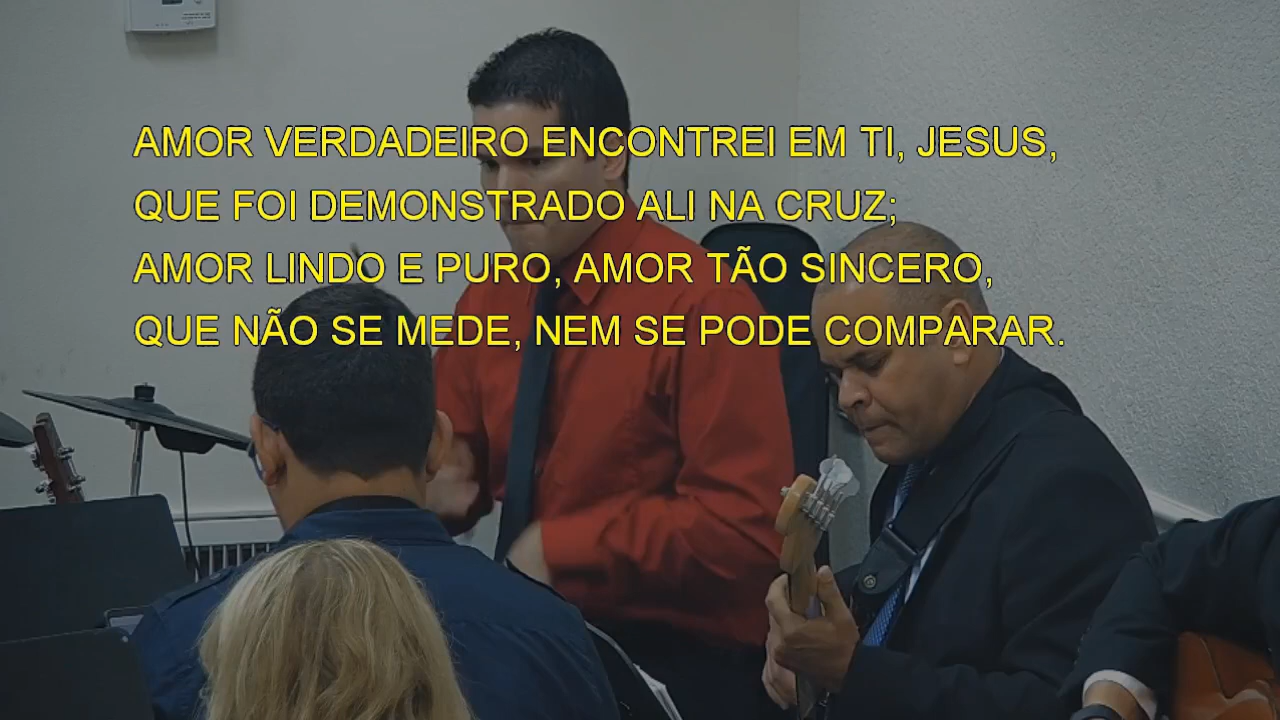 AMOR VERDADEIRO ENCONTREI EM TI, JESUS,
QUE FOI DEMONSTRADO ALI NA CRUZ;
AMOR LINDO E PURO, AMOR TÃO SINCERO,
QUE NÃO SE MEDE, NEM SE PODE COMPARAR.